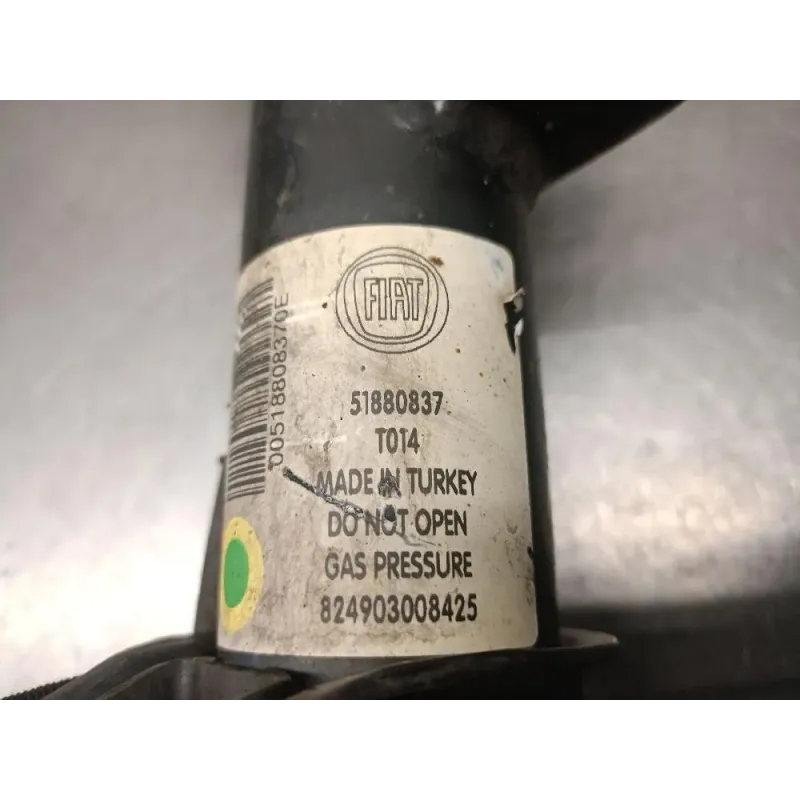 FIAT
51880837
T014
MADE IN TURKEY
DO NOT OPEN
GAS PRESSURE
824903008425
00518808370E